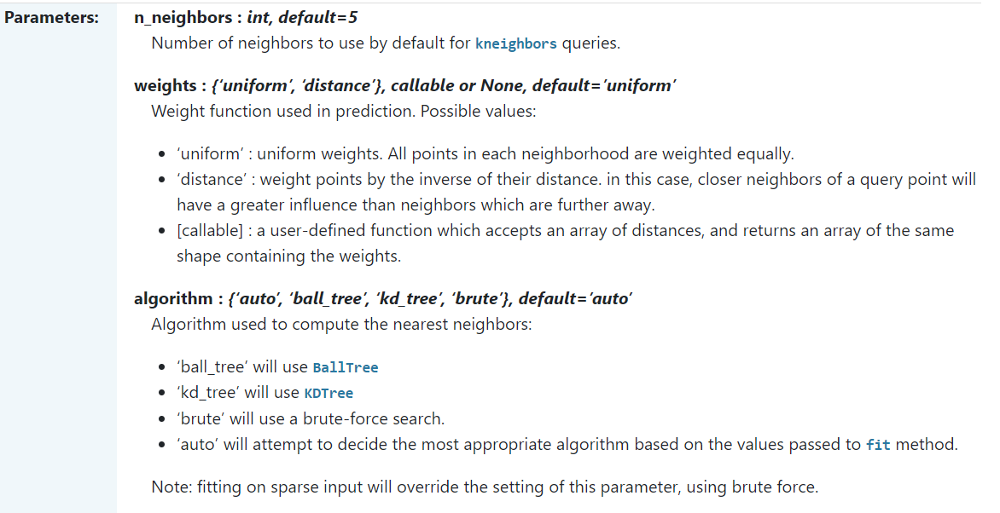 Parameters:
n_neighbors : int, default=5
Number of neighbors to use by default for kneighbors queries.
weights : {‘uniform’, ‘distance’}, callable or None, default=’uniform’
Weight function used in prediction. Possible values:
• ‘uniform’ : uniform weights. All points in each neighborhood are weighted equally.
• ‘distance’ : weight points by the inverse of their distance. in this case, closer neighbors of a query point will
have a greater influence than neighbors which are further away.
• [callable] : a user-defined function which accepts an array of distances, and returns an array of the same
shape containing the weights.
algorithm : {‘auto’, ‘ball_tree’, ‘kd_tree’, ‘brute’}, default=’auto’
Algorithm used to compute the nearest neighbors:
• ‘ball_tree’ will use BallTree
• ‘kd_tree’ will use KDTree
• ‘brute’ will use a brute-force search.
• ‘auto’ will attempt to decide the most appropriate algorithm based on the values passed to fit method.
Note: fitting on sparse input will override the setting of this parameter, using brute force.